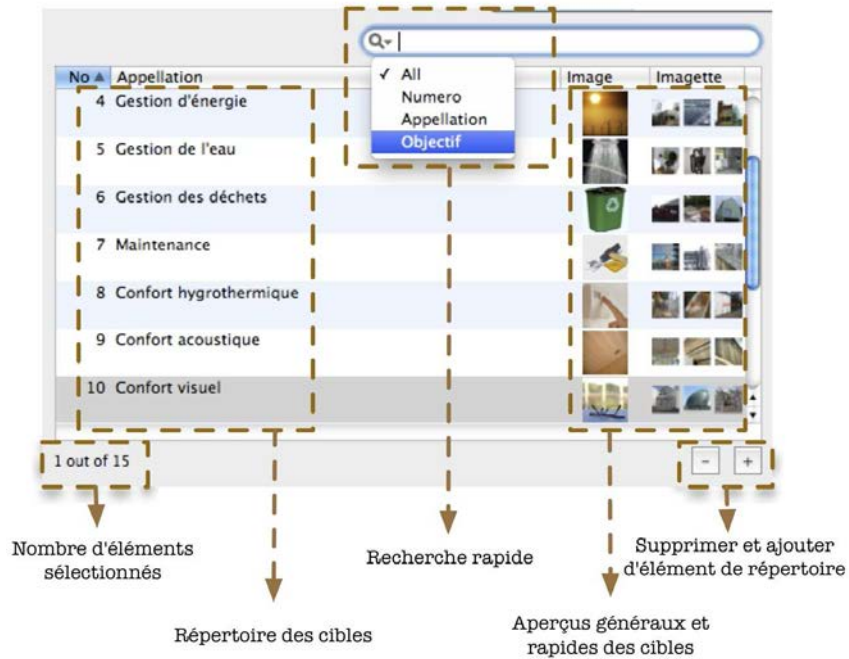 No Appellation Image Imagette
✓ All
Numero
Appellation
Objectif
4 Gestion d'énergie
5 Gestion de l'eau
6 Gestion des déchets
7 Maintenance
8 Confort hygrothermique
9 Confort acoustique
10 Confort visuel
1 out of 15
- +
Nombre d'éléments
sélectionnés
Recherche rapide
Supprimer et ajouter
d'élément de répertoire
Répertoire des cibles
Aperçus généraux et
rapides des cibles